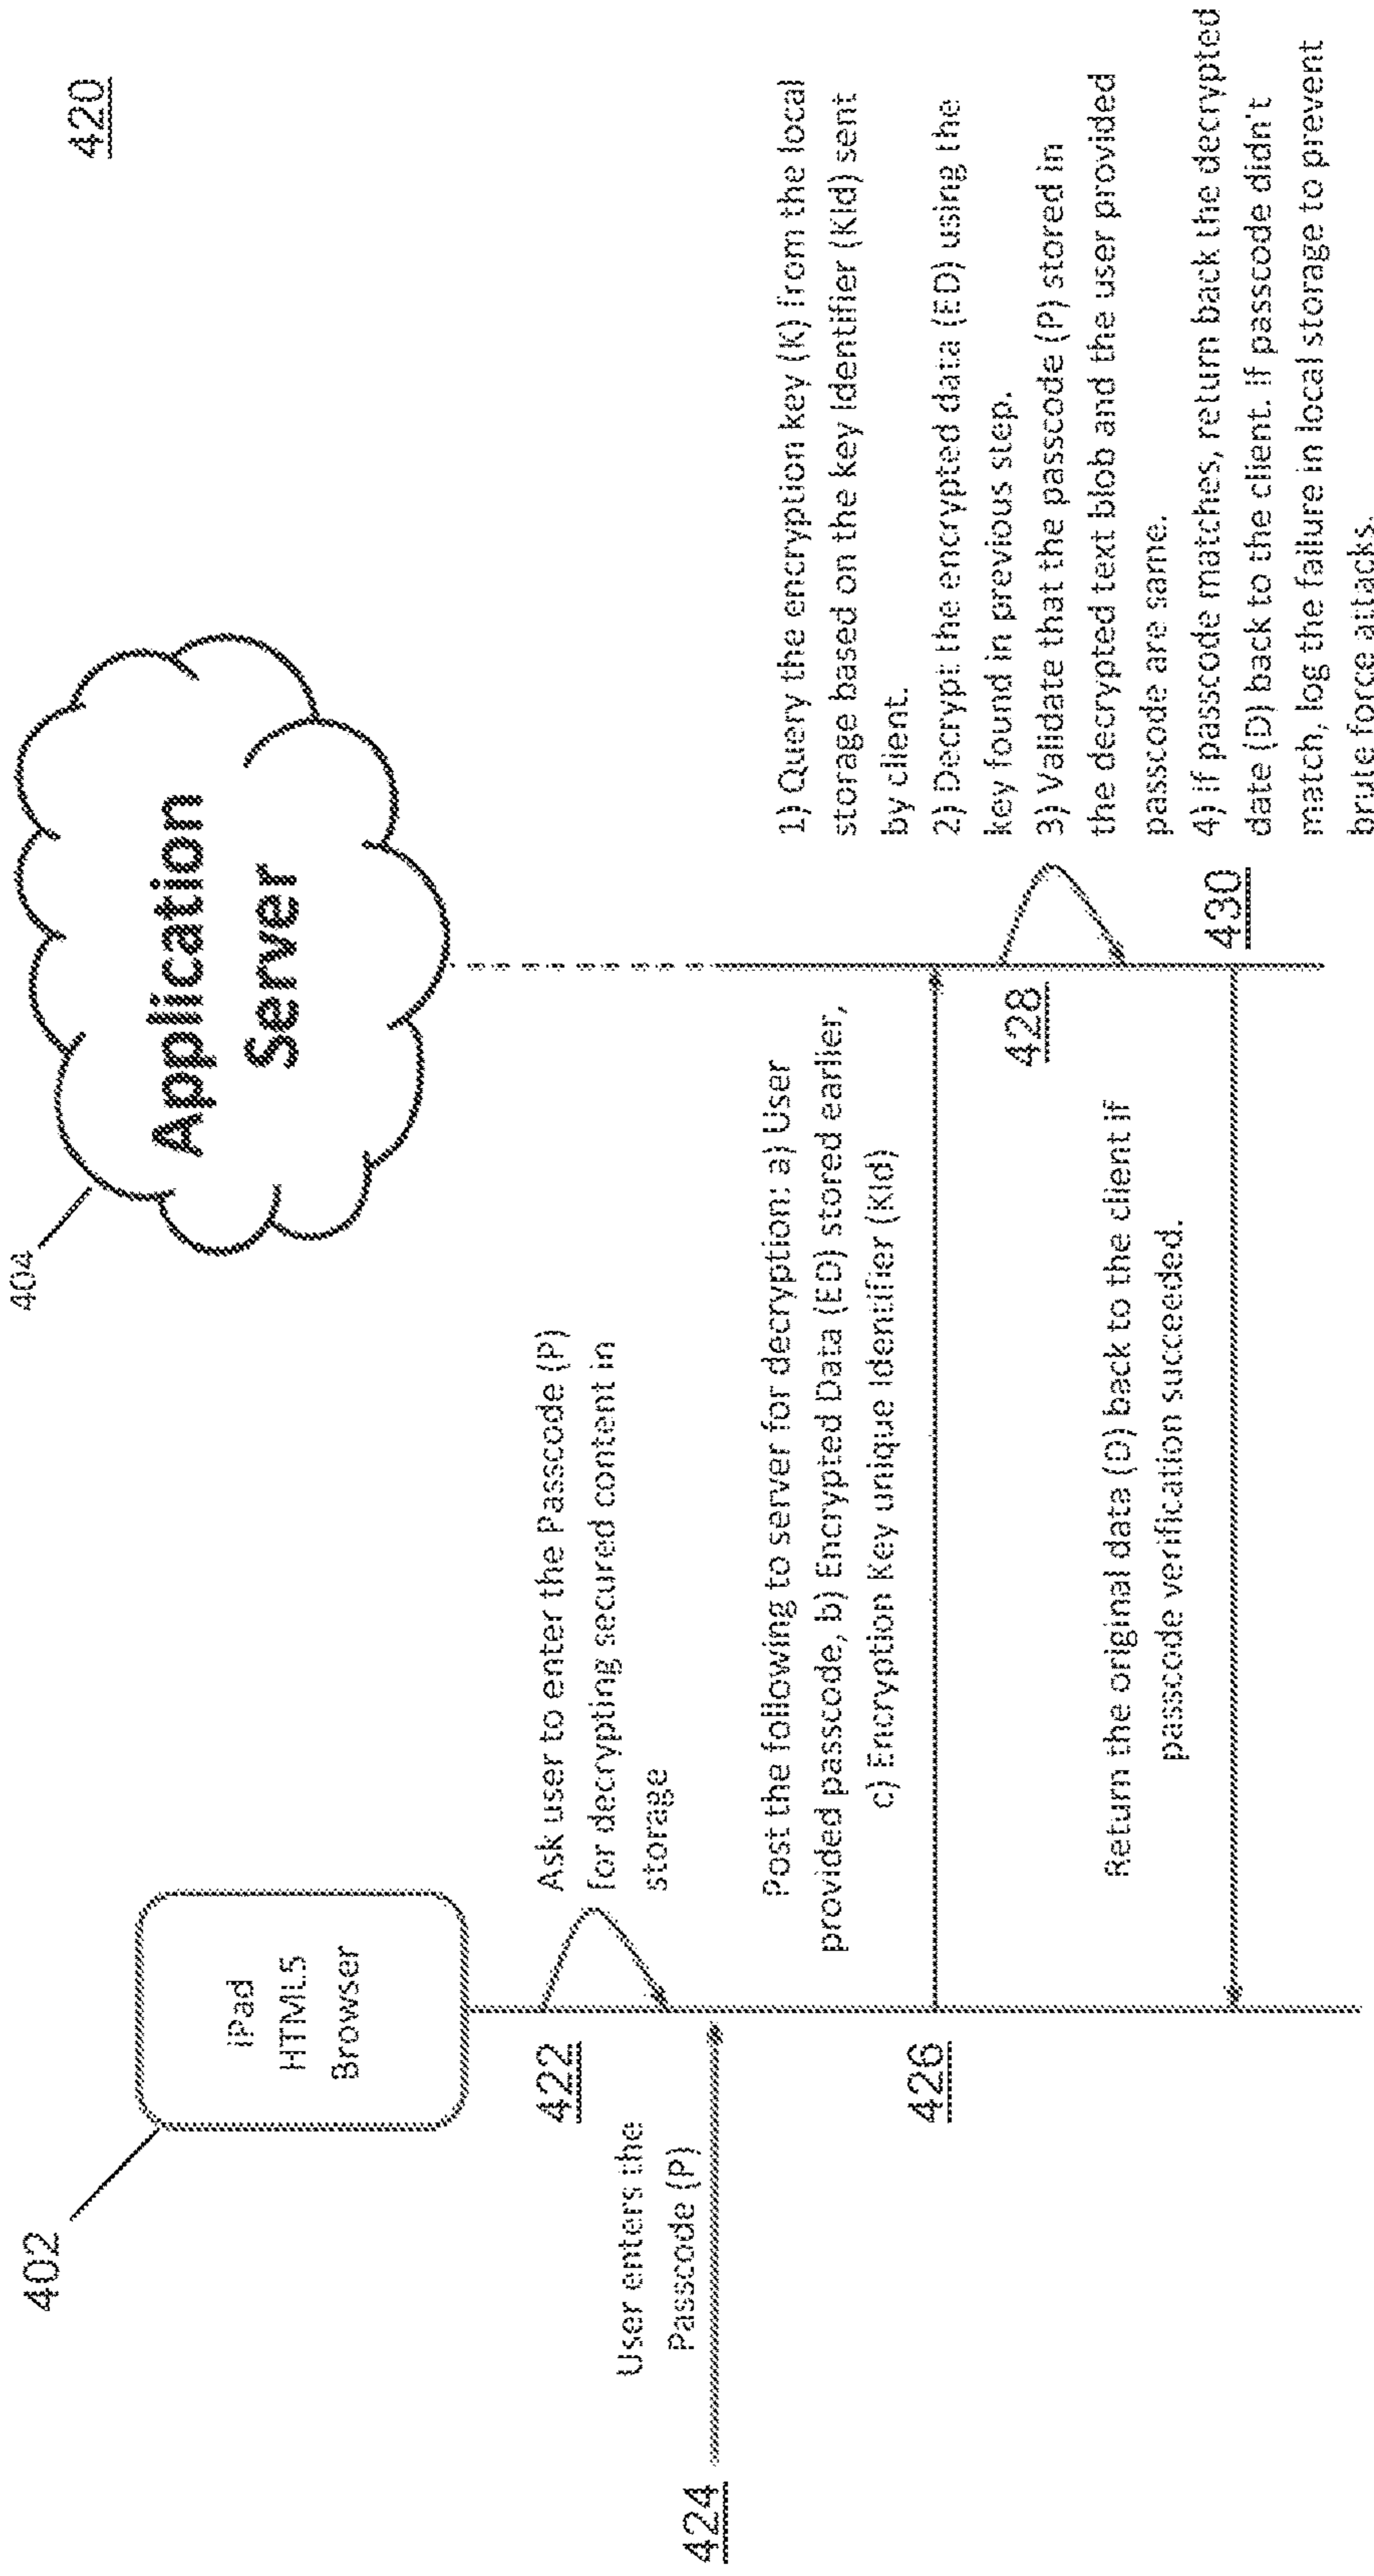 420
404
Application
Server
402
iPad
HTML5
Browser
422
Ask user to enter the Passcode (P)
for decrypting secured content in
storage
User enters the
Passcode (P)
424
Post the following to server for decryption: a) User
provided passcode, b) Encrypted Data (ED) stored earlier,
c) Encryption Key unique Identifier (KId)
426
428
1) Query the encryption key (K) from the local
storage based on the key identifier (KId) sent
by client.
2) Decrypt the encrypted data (ED) using the
key found in previous step.
3) Validate that the passcode (P) stored in
the decrypted text blob and the user provided
passcode are same.
4) If passcode matches, return back the decrypted
date (D) back to the client. If passcode didn't
match, log the failure in local storage to prevent
brute force attacks.
Return the original data (D) back to the client if
passcode verification succeeded.
430